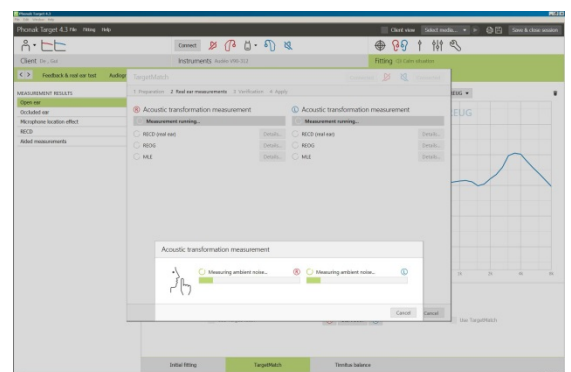 Phonak Target 4.3
Phonak Target 4.3 File Fitting Help
Client view Select media... Save & close session
Connect
Client
Instruments
Fitting
Feedback & real ear test Audiogr
TargetMatch
MEASUREMENT RESULTS
Open ear
Occluded ear
Microphone location effect
RECD
Aided measurements
1 Preparation 2 Real ear measurements 3 Verification 4 Apply
REUG
REUG
R Acoustic transformation measurement
L Acoustic transformation measurement
Measurement running...
Measurement running...
RECD (real ear) Details...
RECD (real ear) Details...
REOG Details...
REOG Details...
MLE Details...
MLE Details...
Acoustic transformation measurement
Measuring ambient noise... R
Measuring ambient noise... L
Cancel
Cancel
Use TargetMatch
Initial fitting TargetMatch Tinnitus balance